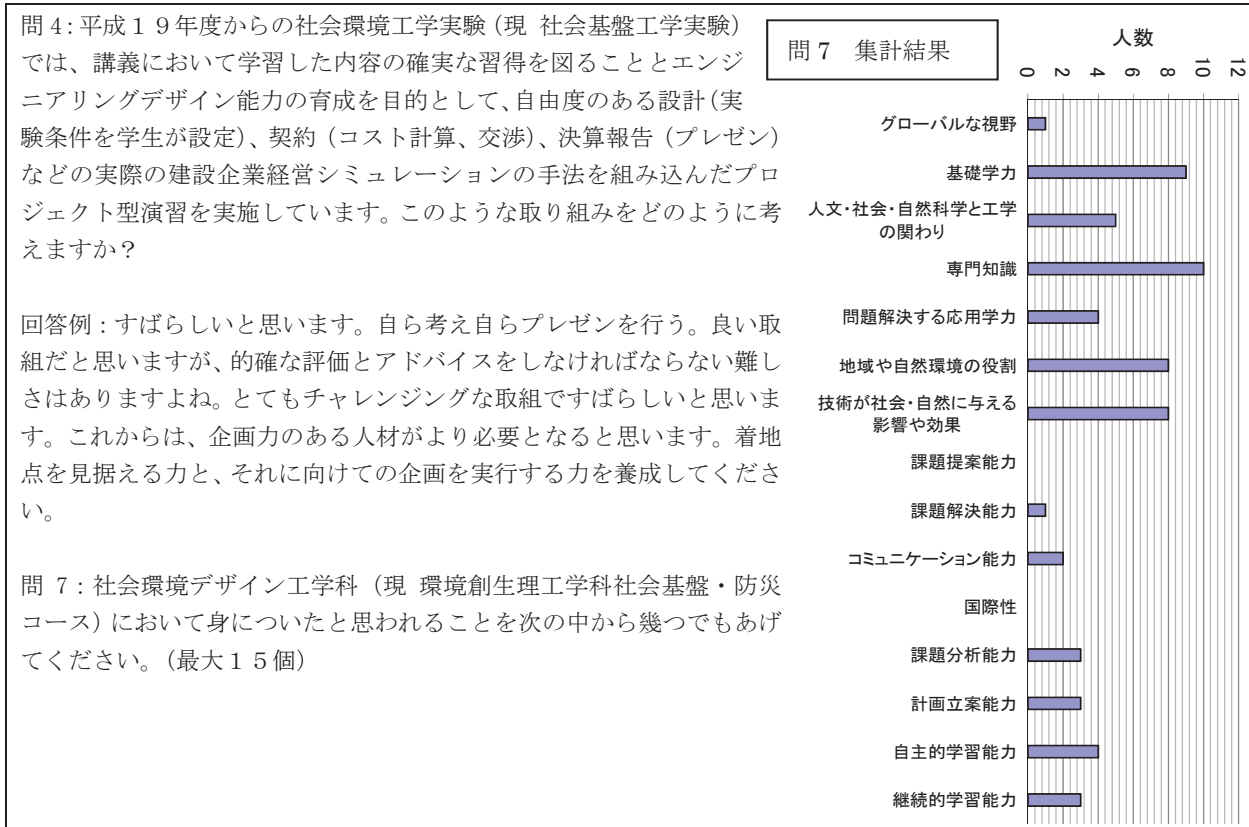 問 4：平成１９年度からの社会環境工学実験（現 社会基盤工学実験）
では、講義において学習した内容の確実な習得を図ることとエンジ
ニアリングデザイン能力の育成を目的として、自由度のある設計（実
験条件を学生が設定）、契約（コスト計算、交渉）、決算報告（プレゼン）
などの実際の建設企業経営シミュレーションの手法を組み込んだプロ
ジェクト型演習を実施しています。このような取り組みをどのように考
えますか？
回答例：すばらしいと思います。自ら考え自らプレゼンを行う。良い取
組だと思いますが、的確な評価とアドバイスをしなければならない難し
さはありますよね。とてもチャレンジングな取組ですばらしいと思いま
す。これからは、企画力のある人材がより必要となると思います。着地
点を見据える力と、それに向けての企画を実行する力を養成してくださ
い。
問 7：社会環境デザイン工学科（現 環境創生理工学科社会基盤・防災
コース）において身についたと思われることを次の中から幾つでもあげ
てください。（最大１５個）
問 7　集計結果
人数
0 2 4 6 8 10 12
グローバルな視野
基礎学力
人文・社会・自然科学と工学
の関わり
専門知識
問題解決する応用学力
地域や自然環境の役割
技術が社会・自然に与える
影響や効果
課題提案能力
課題解決能力
コミュニケーション能力
国際性
課題分析能力
計画立案能力
自主的学習能力
継続的学習能力